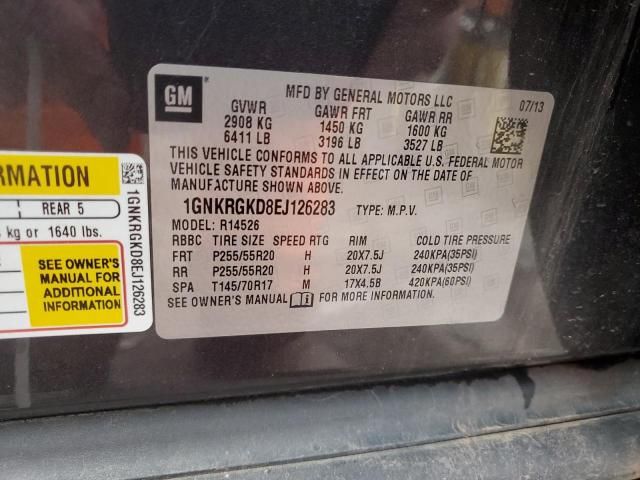 GM
MFD BY GENERAL MOTORS LLC
07/13
GVWR GAWR FRT GAWR RR
2908 KG 1450 KG 1600 KG
6411 LB 3196 LB 3527 LB
THIS VEHICLE CONFORMS TO ALL APPLICABLE U.S. FEDERAL MOTOR
VEHICLE SAFETY STANDARDS IN EFFECT ON THE DATE OF
MANUFACTURE SHOWN ABOVE.
1GNKRGKD8EJ126283 TYPE: M.P.V.
MODEL: R14526
RBBC TIRE SIZE SPEED RTG RIM COLD TIRE PRESSURE
FRT P255/55R20 H 20X7.5J 240KPA(35PSI)
RR P255/55R20 H 20X7.5J 240KPA(35PSI)
SPA T145/70R17 M 17X4.5B 420KPA(60PSI)
SEE OWNER'S MANUAL FOR MORE INFORMATION
REAR 5
kg or 1640 lbs.
SEE OWNER'S
MANUAL FOR
ADDITIONAL
INFORMATION
1GNKRGKD8EJ126283